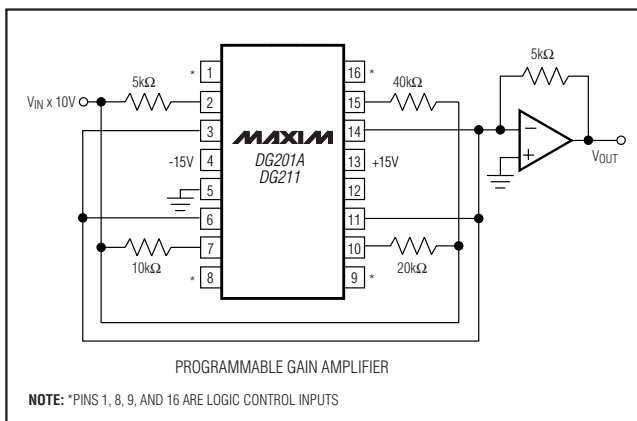 5kΩ
* 1
16 *
40kΩ
5kΩ
VIN x 10V
2
15
3
14
MAXIM
DG201A
DG211
-15V 4
13 +15V
5
12
6
11
7
10
10kΩ
20kΩ
* 8
9 *
−
+
VOUT
PROGRAMMABLE GAIN AMPLIFIER
NOTE: *PINS 1, 8, 9, AND 16 ARE LOGIC CONTROL INPUTS